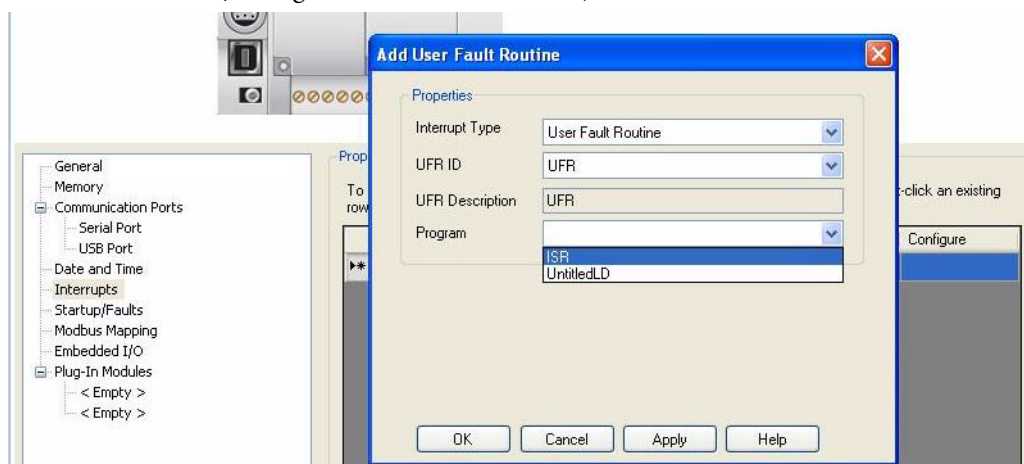 Add User Fault Routine
Properties
Interrupt Type
User Fault Routine
UFR ID
UFR
UFR Description
UFR
Program
ISR
UntitledLD
OK
Cancel
Apply
Help
General
Memory
Communication Ports
Serial Port
USB Port
Date and Time
Interrupts
Startup/Faults
Modbus Mapping
Embedded I/O
Plug-In Modules
< Empty >
< Empty >
Prop
To
row
-click an existing
Configure